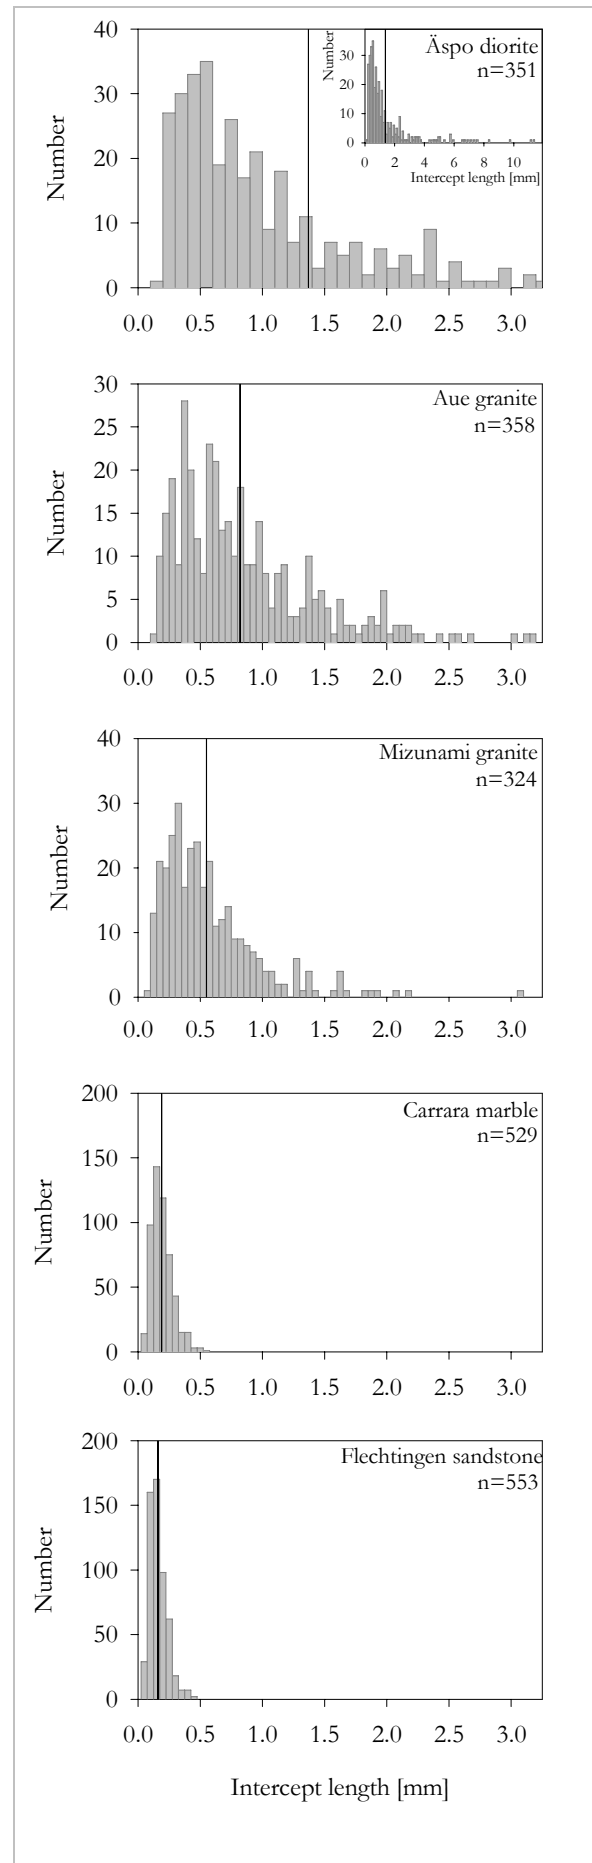 40
30
20
10
0
Number
Äspo diorite
n=351
Number
30
20
10
0
0 2 4 6 8 10
Intercept length [mm]
0.0 0.5 1.0 1.5 2.0 2.5 3.0
30
25
20
15
10
5
0
Number
Aue granite
n=358
0.0 0.5 1.0 1.5 2.0 2.5 3.0
40
30
20
10
0
Number
Mizunami granite
n=324
0.0 0.5 1.0 1.5 2.0 2.5 3.0
200
150
100
50
0
Number
Carrara marble
n=529
0.0 0.5 1.0 1.5 2.0 2.5 3.0
200
150
100
50
0
Number
Flechtingen sandstone
n=553
0.0 0.5 1.0 1.5 2.0 2.5 3.0
Intercept length [mm]